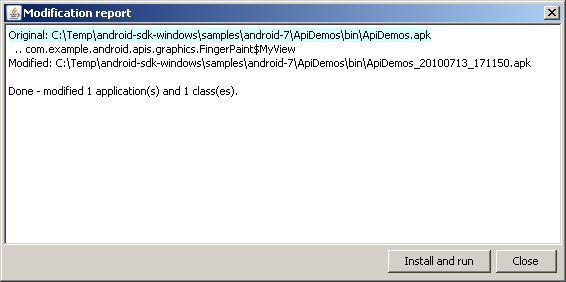 Modification report
Original: C:\Temp\android-sdk-windows\samples\android-7\ApiDemos\bin\ApiDemos.apk
.. com.example.android.apis.graphics.FingerPaint$MyView
Modified: C:\Temp\android-sdk-windows\samples\android-7\ApiDemos\bin\ApiDemos_20100713_171150.apk
Done - modified 1 application(s) and 1 class(es).
Install and run
Close